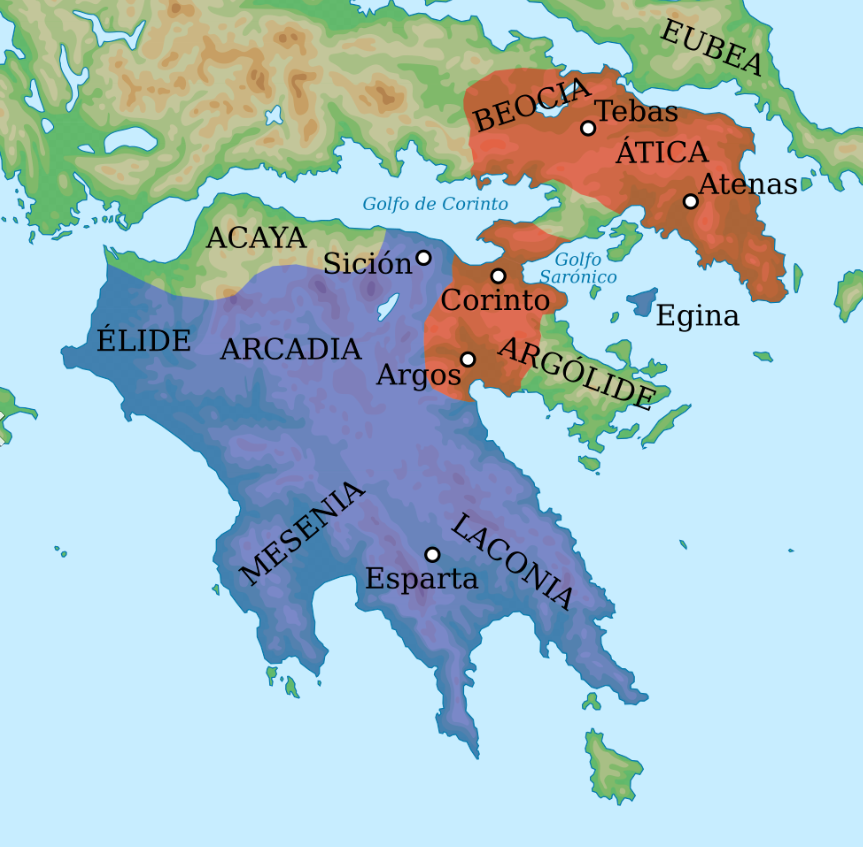 EUBEA
BEOCIA
Tebas
ÁTICA
Atenas
Golfo de Corinto
ACAYA
Sición
Golfo
Sarónico
Corinto
Egina
ÉLIDE
ARCADIA
Argos
ARGÓLIDE
MESENIA
LACONIA
Esparta